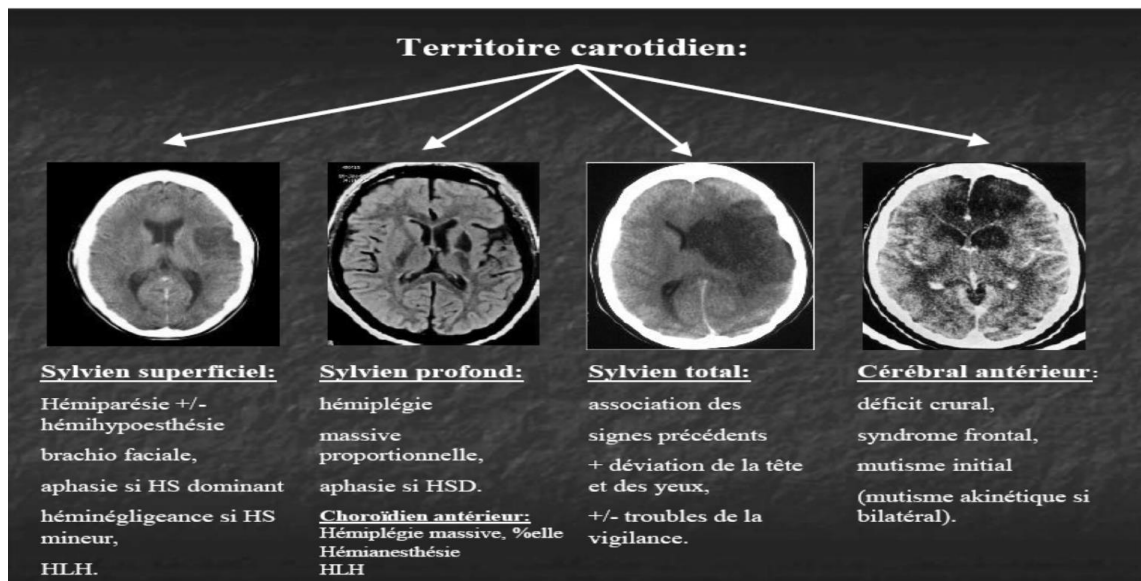 Territoire carotidien:
Sylvien superficiel:
Hémiparésie +/-
hémihypoesthésie
brachio faciale,
aphasie si HS dominant
héminégligeance si HS
mineur,
HLH.
Sylvien profond:
hémiplégie
massive
proportionnelle,
aphasie si HSD.
Choroïdien antérieur:
Hémiplégie massive, %elle
Hémianesthésie
HLH
Sylvien total:
association des
signes précédents
+ déviation de la tête
et des yeux,
+/- troubles de la
vigilance.
Cérébral antérieur:
déficit crural,
syndrome frontal,
mutisme initial
(mutisme akinétique si
bilatéral).